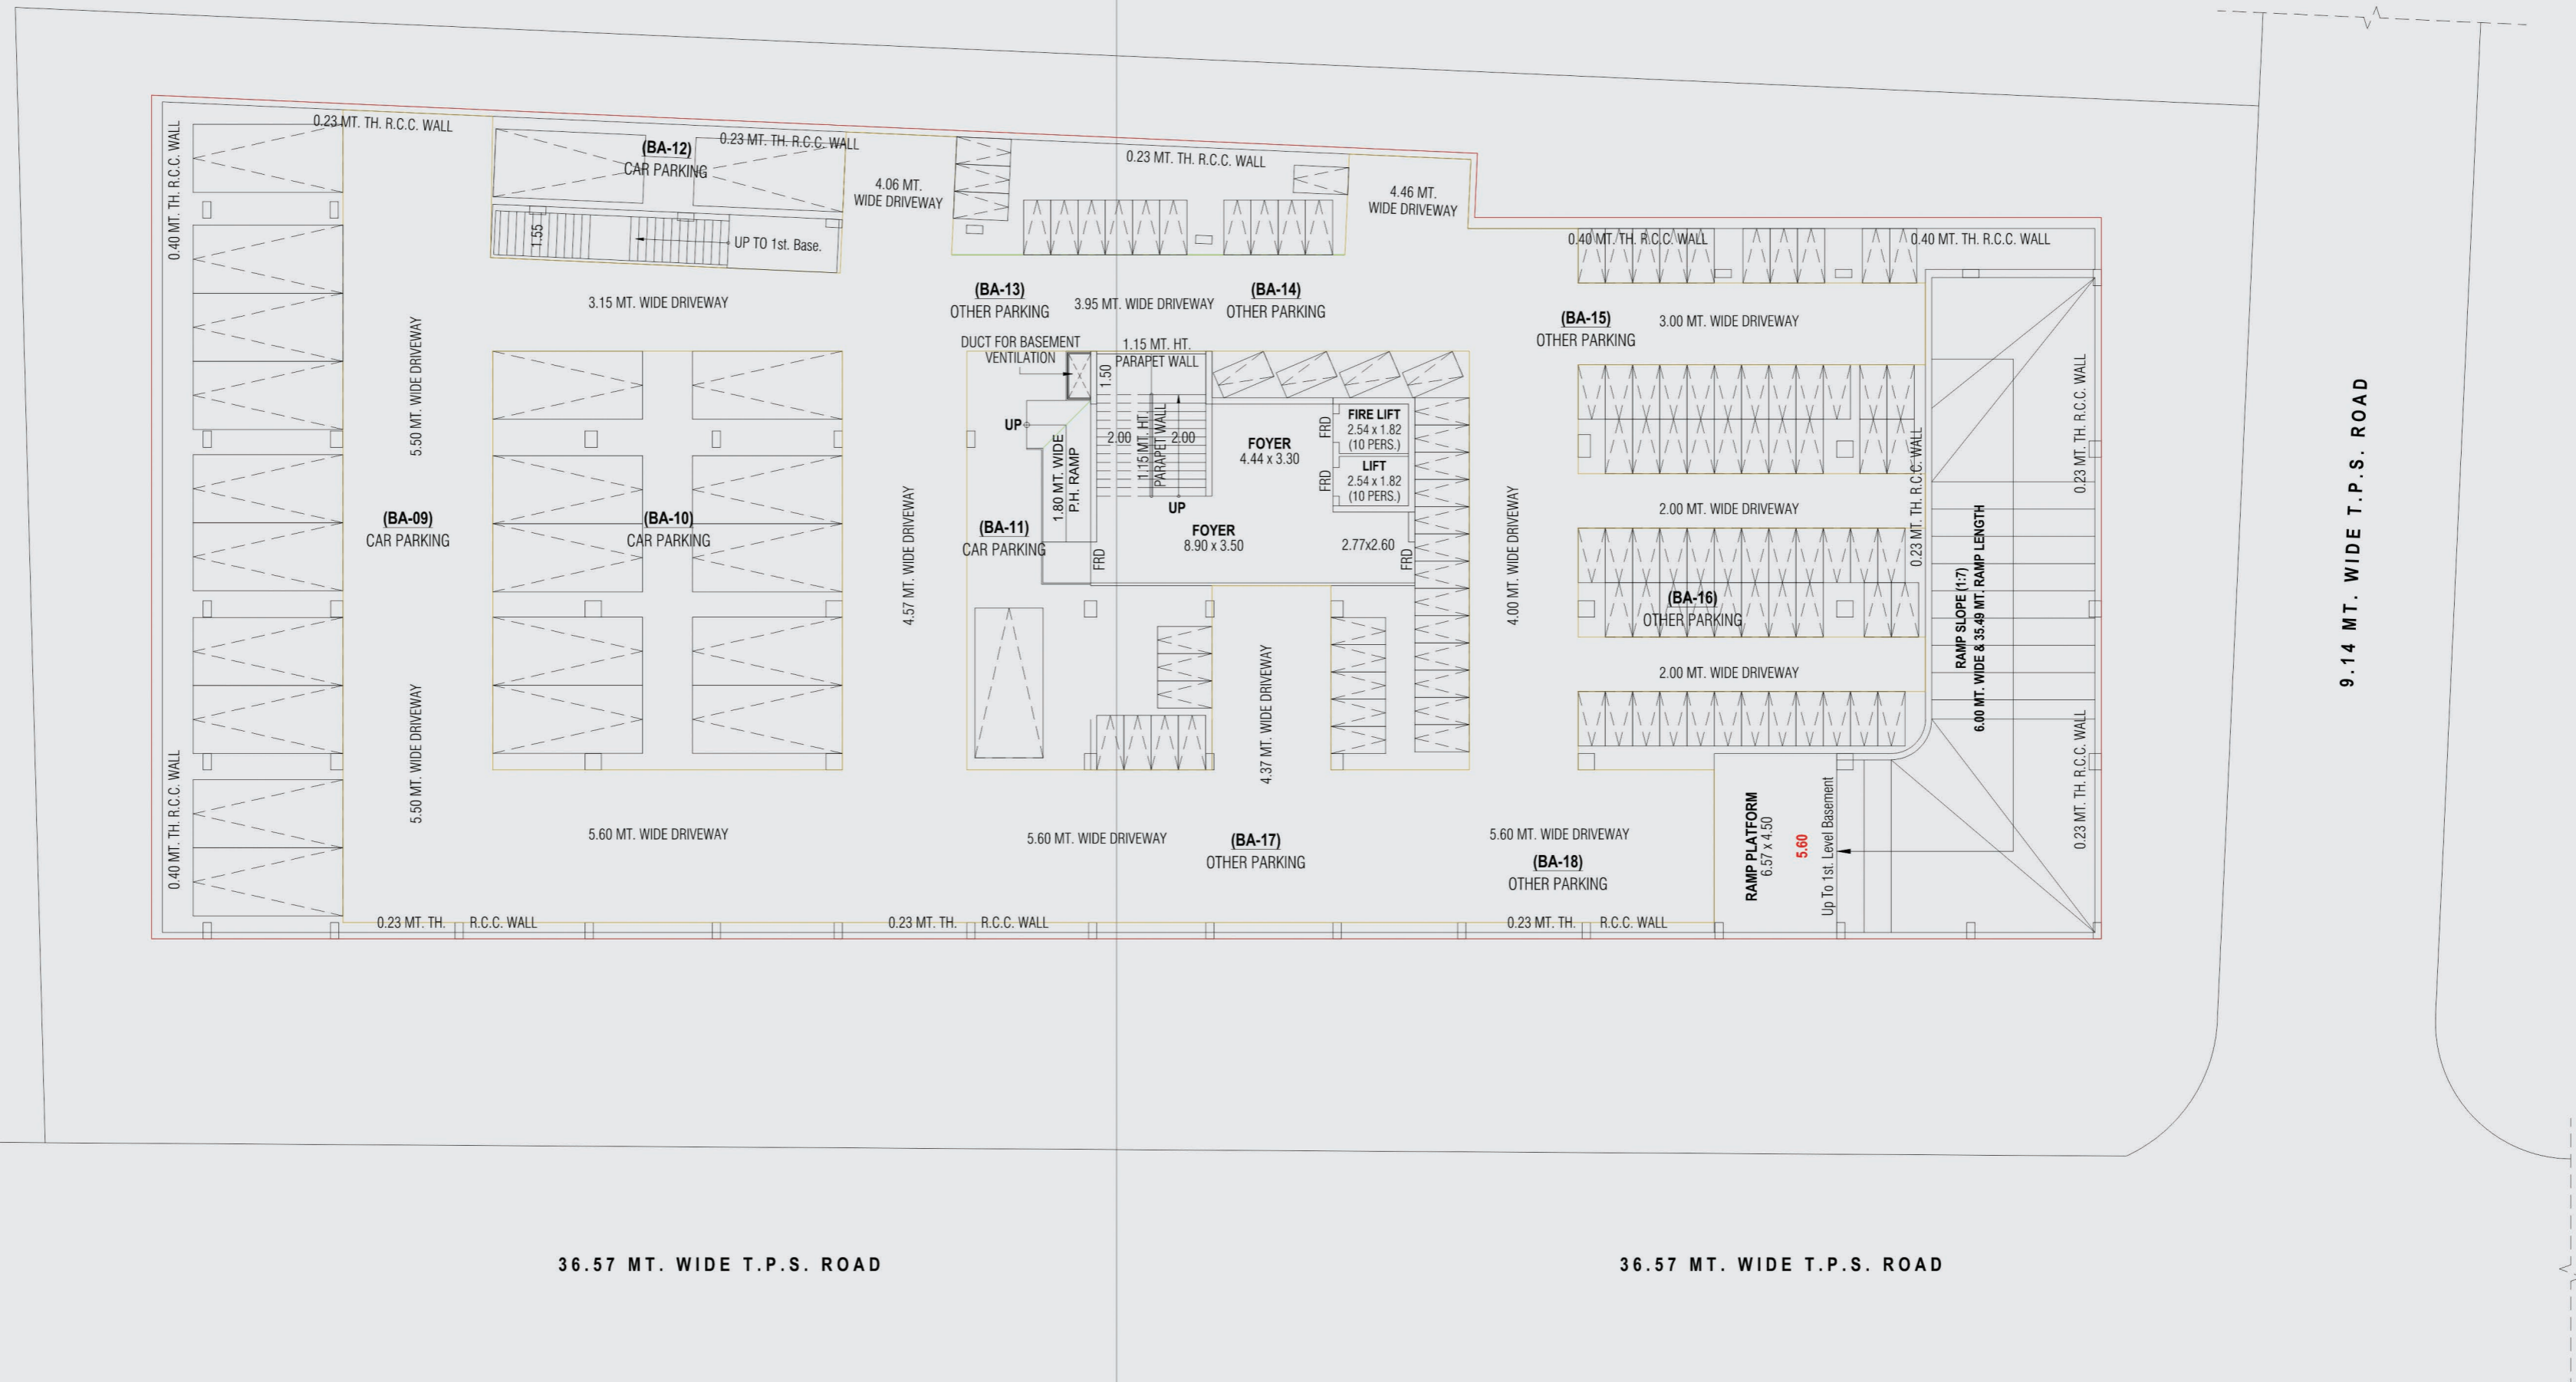 0.23 MT. TH. R.C.C. WALL
0.40 MT. TH. R.C.C. WALL
(BA-12)
CAR PARKING
0.23 MT. TH. R.C.C. WALL
4.06 MT.
WIDE DRIVEWAY
0.23 MT. TH. R.C.C. WALL
4.46 MT.
WIDE DRIVEWAY
1.55
UP TO 1st. Base.
0.40 MT. TH. R.C.C. WALL
0.40 MT. TH. R.C.C. WALL
3.15 MT. WIDE DRIVEWAY
(BA-13)
OTHER PARKING
3.95 MT. WIDE DRIVEWAY
(BA-14)
OTHER PARKING
(BA-15)
OTHER PARKING
3.00 MT. WIDE DRIVEWAY
5.50 MT. WIDE DRIVEWAY
DUCT FOR BASEMENT
VENTILATION
1.15 MT. HT.
PARAPET WALL
1.50
UP
1.80 MT. WIDE
P.H. RAMP
2.00
1.15 MT. HT.
PARAPET WALL
2.00
UP
FOYER
4.44 x 3.30
FRD
FIRE LIFT
2.54 x 1.82
(10 PERS.)
FRD
LIFT
2.54 x 1.82
(10 PERS.)
0.23 MT. TH. R.C.C. WALL
0.23 MT. TH. R.C.C. WALL
9.14 MT. WIDE T.P.S. ROAD
(BA-09)
CAR PARKING
(BA-10)
CAR PARKING
4.57 MT. WIDE DRIVEWAY
(BA-11)
CAR PARKING
FRD
FOYER
8.90 x 3.50
2.77x2.60
FRD
4.00 MT. WIDE DRIVEWAY
2.00 MT. WIDE DRIVEWAY
(BA-16)
OTHER PARKING
2.00 MT. WIDE DRIVEWAY
RAMP SLOPE (1:7)
6.00 MT. WIDE & 35.49 MT. RAMP LENGTH
5.50 MT. WIDE DRIVEWAY
4.37 MT. WIDE DRIVEWAY
0.40 MT. TH. R.C.C. WALL
5.60 MT. WIDE DRIVEWAY
5.60 MT. WIDE DRIVEWAY
(BA-17)
OTHER PARKING
5.60 MT. WIDE DRIVEWAY
(BA-18)
OTHER PARKING
RAMP PLATFORM
6.57 x 4.50
5.60
Up To 1st. Level Basement
0.23 MT. TH. R.C.C. WALL
0.23 MT. TH. R.C.C. WALL
0.23 MT. TH. R.C.C. WALL
0.23 MT. TH. R.C.C. WALL
36.57 MT. WIDE T.P.S. ROAD
36.57 MT. WIDE T.P.S. ROAD